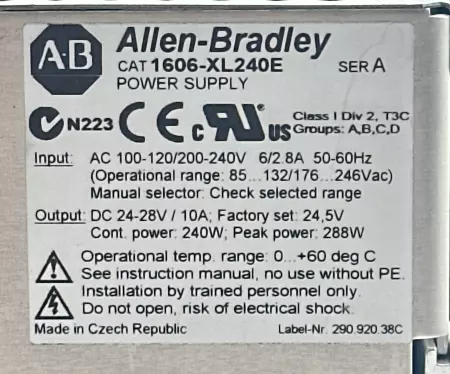 A-B Allen-Bradley
CAT 1606-XL240E SER A
POWER SUPPLY
N223 CE c UR US Class I Div 2, T3C
Groups: A,B,C,D
Input: AC 100-120/200-240V 6/2.8A 50-60Hz
(Operational range: 85...132/176...246Vac)
Manual selector: Check selected range
Output: DC 24-28V / 10A; Factory set: 24,5V
Cont. power: 240W; Peak power: 288W
Operational temp. range: 0...+60 deg C
See instruction manual, no use without PE.
Installation by trained personnel only.
Do not open, risk of electrical shock.
Made in Czech Republic Label-Nr. 290.920.38C